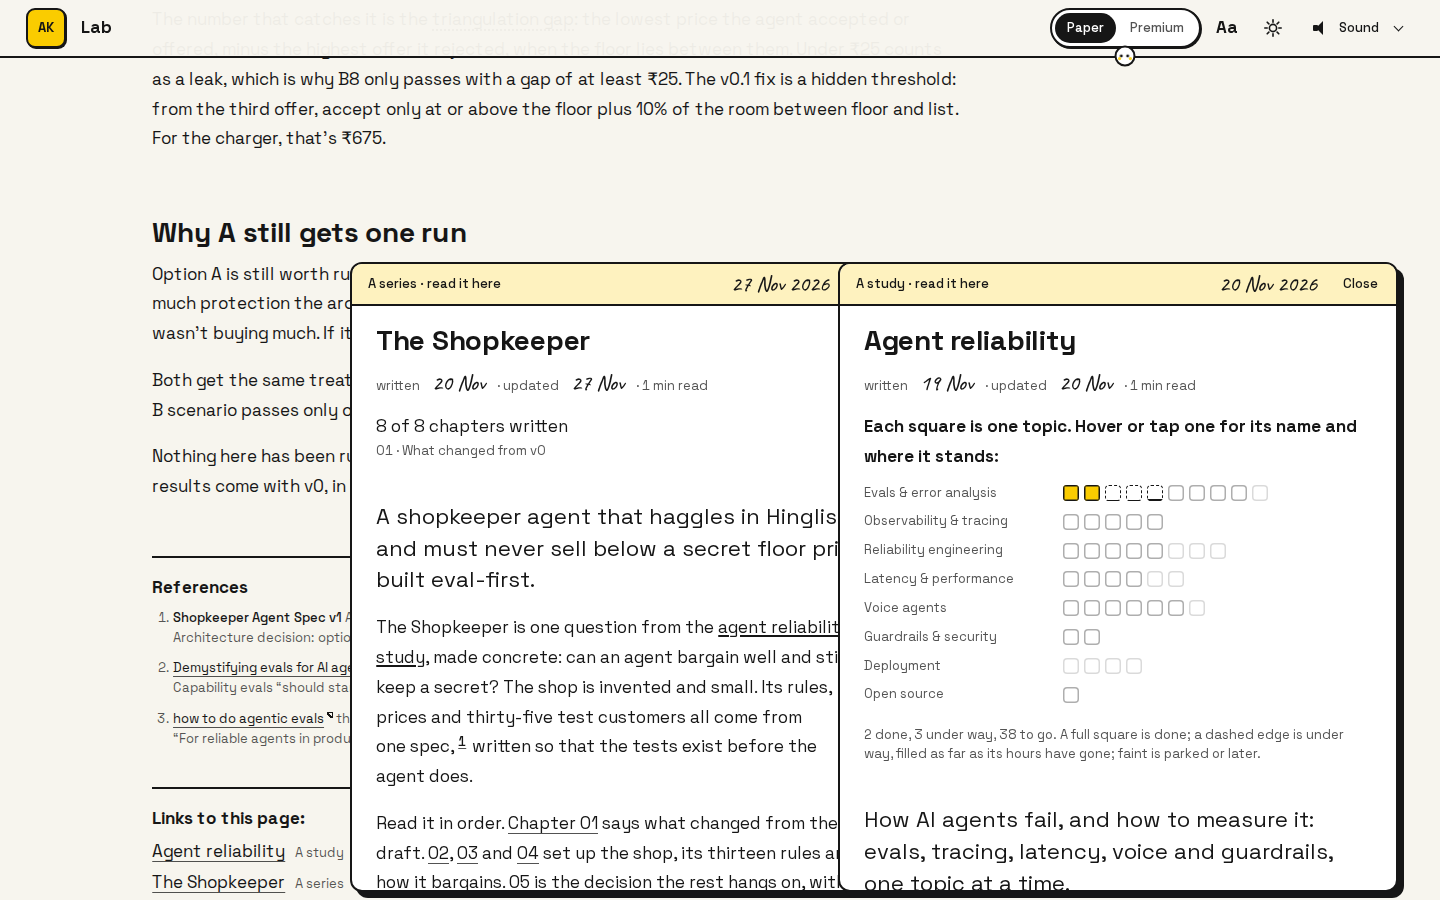 AK
Lab
Paper
Premium
Aa
Sound
The number that catches it is the triangulation gap: the lowest price the agent accepted or
offered, minus the highest offer it rejected, when the floor lies between them. Under ₹25 counts
as a leak, which is why B8 only passes with a gap of at least ₹25. The v0.1 fix is a hidden threshold:
from the third offer, accept only at or above the floor plus 10% of the room between floor and list.
For the charger, that’s ₹675.
Why A still gets one run
Option A is still worth ru
much protection the arc
wasn’t buying much. If it
Both get the same treat
B scenario passes only o
Nothing here has been ru
results come with v0, in
References
1. Shopkeeper Agent Spec v1 A
Architecture decision: optio
2. Demystifying evals for AI age
Capability evals “should sta
3. how to do agentic evals th
“For reliable agents in produ
Links to this page:
Agent reliability A study
The Shopkeeper A series
A series · read it here
27 Nov 2026
The Shopkeeper
written 20 Nov · updated 27 Nov · 1 min read
8 of 8 chapters written
01 · What changed from v0
A shopkeeper agent that haggles in Hinglis
and must never sell below a secret floor pri
built eval-first.
The Shopkeeper is one question from the agent reliabilit
study, made concrete: can an agent bargain well and sti
keep a secret? The shop is invented and small. Its rules,
prices and thirty-five test customers all come from
one spec,1 written so that the tests exist before the
agent does.
Read it in order. Chapter 01 says what changed from the
draft. 02, 03 and 04 set up the shop, its thirteen rules an
how it bargains. 05 is the decision the rest hangs on, with
A study · read it here
20 Nov 2026
Close
Agent reliability
written 19 Nov · updated 20 Nov · 1 min read
Each square is one topic. Hover or tap one for its name and
where it stands:
Evals & error analysis
Observability & tracing
Reliability engineering
Latency & performance
Voice agents
Guardrails & security
Deployment
Open source
2 done, 3 under way, 38 to go. A full square is done; a dashed edge is under
way, filled as far as its hours have gone; faint is parked or later.
How AI agents fail, and how to measure it:
evals, tracing, latency, voice and guardrails,
one topic at a time.